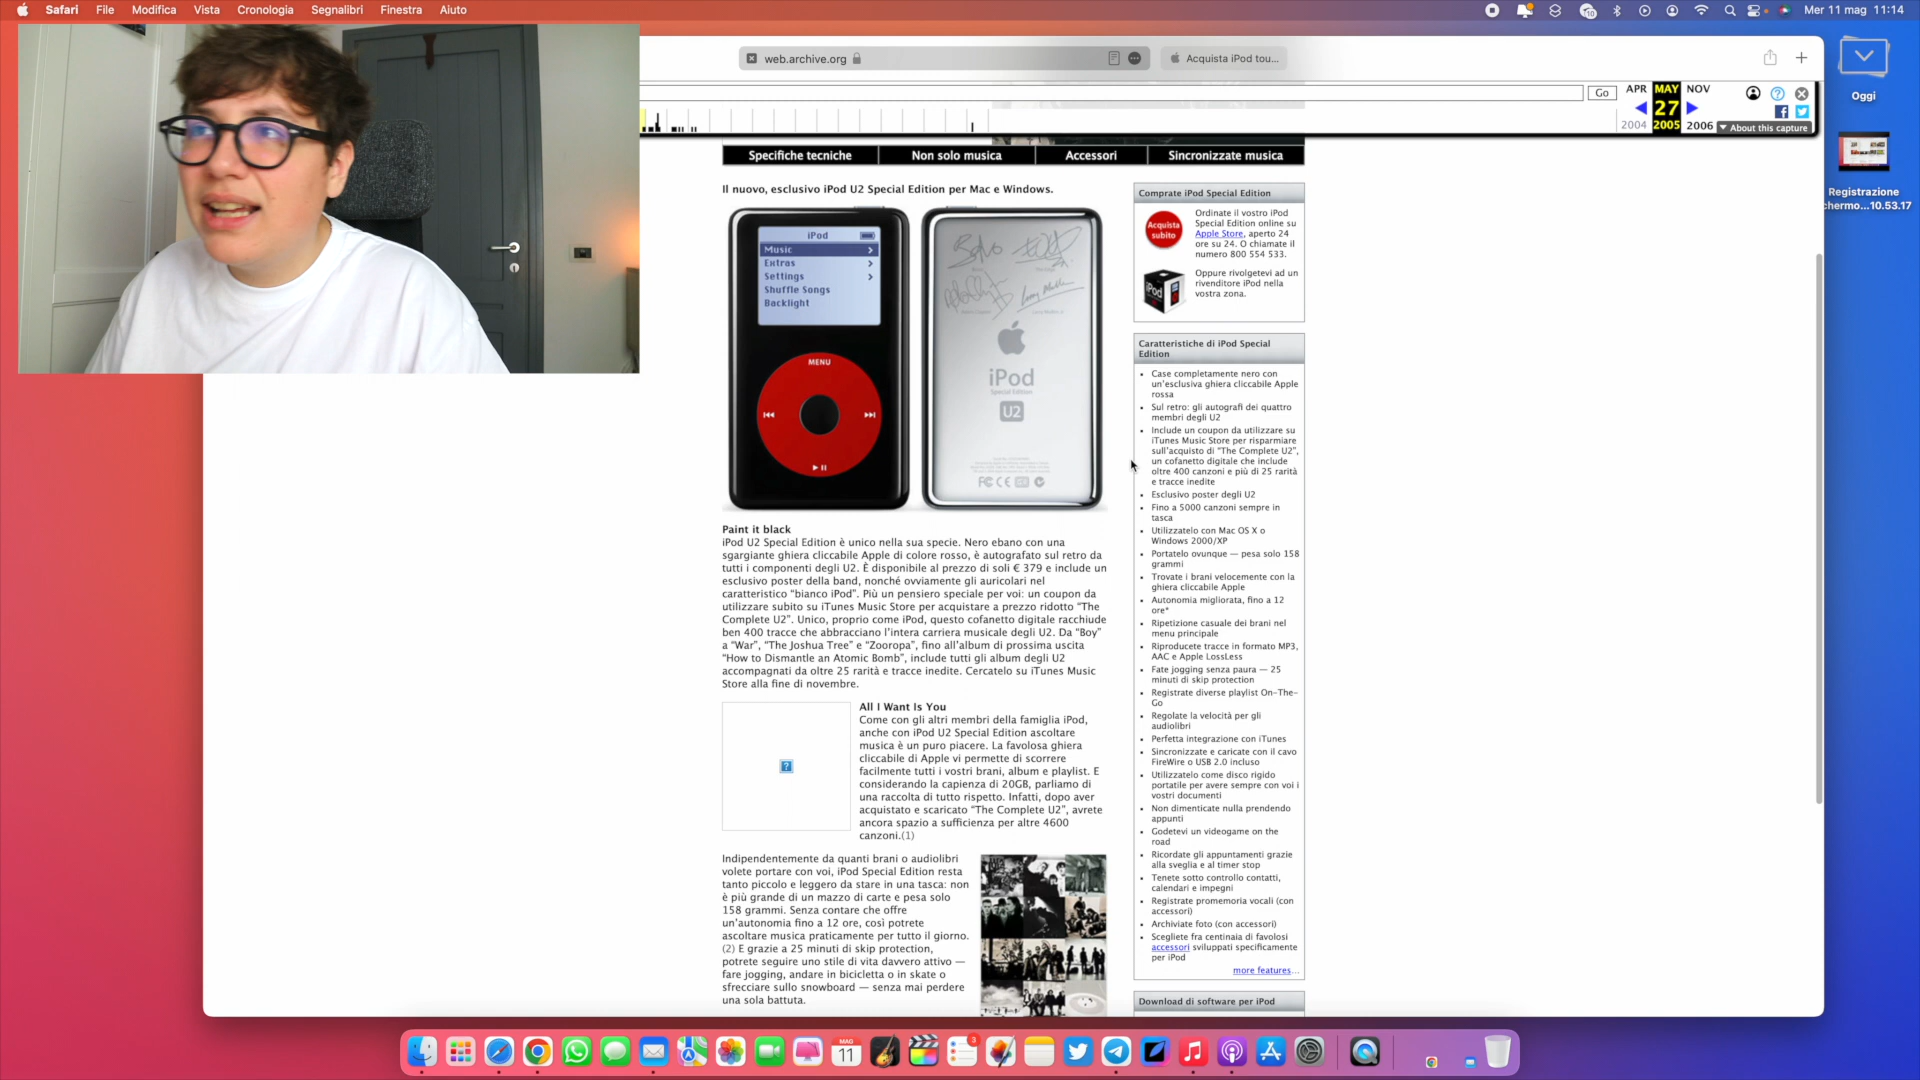 Safari File Modifica Vista Cronologia Segnalibri Finestra Aiuto
Mer 11 mag 11:14
web.archive.org
Acquista iPod tou...
Go
APR MAY NOV
27
2004 2005 2006
About this capture
Oggi
Registrazione
chermo...10.53.17
Specifiche tecniche
Non solo musica
Accessori
Sincronizzate musica
Il nuovo, esclusivo iPod U2 Special Edition per Mac e Windows.
iPod
Music
Extras
Settings
Shuffle Songs
Backlight
MENU
iPod
Special Edition
U2
Paint it black
iPod U2 Special Edition è unico nella sua specie. Nero ebano con una
sgargiante ghiera cliccabile Apple di colore rosso, è autografato sul retro da
tutti i componenti degli U2. È disponibile al prezzo di soli € 379 e include un
esclusivo poster della band, nonché ovviamente gli auricolari nel
caratteristico “bianco iPod”. Più un pensiero speciale per voi: un coupon da
utilizzare subito su iTunes Music Store per acquistare a prezzo ridotto “The
Complete U2”. Unico, proprio come iPod, questo cofanetto digitale racchiude
ben 400 tracce che abbracciano l’intera carriera musicale degli U2. Da “Boy”
a “War”, “The Joshua Tree” e “Zooropa”, fino all’album di prossima uscita
“How to Dismantle an Atomic Bomb”, include tutti gli album degli U2
accompagnati da oltre 25 rarità e tracce inedite. Cercatelo su iTunes Music
Store alla fine di novembre.
All I Want Is You
Come con gli altri membri della famiglia iPod,
anche con iPod U2 Special Edition ascoltare
musica è un puro piacere. La favolosa ghiera
cliccabile di Apple vi permette di scorrere
facilmente tutti i vostri brani, album e playlist. E
considerando la capienza di 20GB, parliamo di
una raccolta di tutto rispetto. Infatti, dopo aver
acquistato e scaricato “The Complete U2”, avrete
ancora spazio a sufficienza per altre 4600
canzoni.(1)
Indipendentemente da quanti brani o audiolibri
volete portare con voi, iPod Special Edition resta
tanto piccolo e leggero da stare in una tasca: non
è più grande di un mazzo di carte e pesa solo
158 grammi. Senza contare che offre
un’autonomia fino a 12 ore, così potrete
ascoltare musica praticamente per tutto il giorno.
(2) E grazie a 25 minuti di skip protection,
potrete seguire uno stile di vita davvero attivo —
fare jogging, andare in bicicletta o in skate o
sfrecciare sullo snowboard — senza mai perdere
una sola battuta.
Comprate iPod Special Edition
Acquista
subito
Ordinate il vostro iPod
Special Edition online su
Apple Store, aperto 24
ore su 24. O chiamate il
numero 800 554 533.
iPod
Oppure rivolgetevi ad un
rivenditore iPod nella
vostra zona.
Caratteristiche di iPod Special
Edition
Case completamente nero con
un’esclusiva ghiera cliccabile Apple
rossa
Sul retro: gli autografi dei quattro
membri degli U2
Include un coupon da utilizzare su
iTunes Music Store per risparmiare
sull’acquisto di “The Complete U2”,
un cofanetto digitale che include
oltre 400 canzoni e più di 25 rarità
e tracce inedite
Esclusivo poster degli U2
Fino a 5000 canzoni sempre in
tasca
Utilizzatelo con Mac OS X o
Windows 2000/XP
Portatelo ovunque — pesa solo 158
grammi
Trovate i brani velocemente con la
ghiera cliccabile Apple
Autonomia migliorata, fino a 12
ore*
Ripetizione casuale dei brani nel
menu principale
Riproducete tracce in formato MP3,
AAC e Apple LossLess
Fate jogging senza paura — 25
minuti di skip protection
Registrate diverse playlist On-The-
Go
Regolate la velocità per gli
audiolibri
Perfetta integrazione con iTunes
Sincronizzate e caricate con il cavo
FireWire o USB 2.0 incluso
Utilizzatelo come disco rigido
portatile per avere sempre con voi i
vostri documenti
Non dimenticate nulla prendendo
appunti
Godetevi un videogame on the
road
Ricordate gli appuntamenti grazie
alla sveglia e al timer stop
Tenete sotto controllo contatti,
calendari e impegni
Registrate promemoria vocali (con
accessori)
Archiviate foto (con accessori)
Scegliete fra centinaia di favolosi
accessori sviluppati specificamente
per iPod
more features...
Download di software per iPod
MAG
11
3